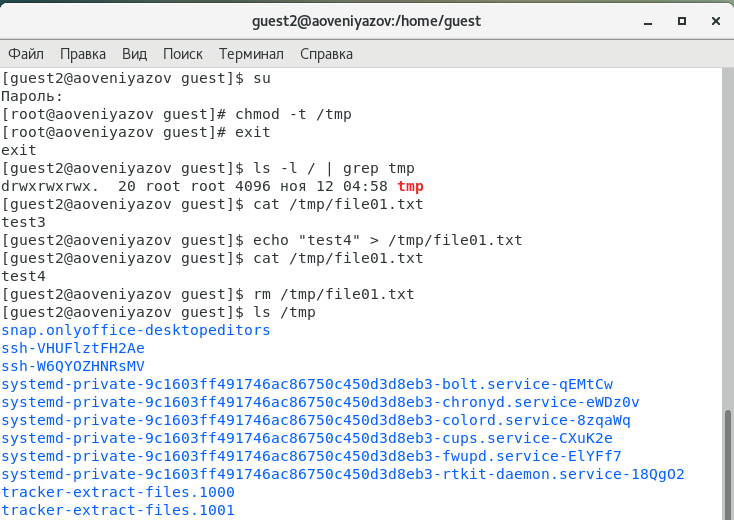 guest2@aoveniyazov:/home/guest
Файл Правка Вид Поиск Терминал Справка
[guest2@aoveniyazov guest]$ su
Пароль:
[root@aoveniyazov guest]# chmod -t /tmp
[root@aoveniyazov guest]# exit
exit
[guest2@aoveniyazov guest]$ ls -l / | grep tmp
drwxrwxrwx.  20 root root 4096 ноя 12 04:58 tmp
[guest2@aoveniyazov guest]$ cat /tmp/file01.txt
test3
[guest2@aoveniyazov guest]$ echo "test4" > /tmp/file01.txt
[guest2@aoveniyazov guest]$ cat /tmp/file01.txt
test4
[guest2@aoveniyazov guest]$ rm /tmp/file01.txt
[guest2@aoveniyazov guest]$ ls /tmp
snap.onlyoffice-desktopeditors
ssh-VHUFlztFH2Ae
ssh-W6QYOZHNRsMV
systemd-private-9c1603ff491746ac86750c450d3d8eb3-bolt.service-qEMtCw
systemd-private-9c1603ff491746ac86750c450d3d8eb3-chronyd.service-eWDz0v
systemd-private-9c1603ff491746ac86750c450d3d8eb3-colord.service-8zqaWq
systemd-private-9c1603ff491746ac86750c450d3d8eb3-cups.service-CXuK2e
systemd-private-9c1603ff491746ac86750c450d3d8eb3-fwupd.service-ElYFf7
systemd-private-9c1603ff491746ac86750c450d3d8eb3-rtkit-daemon.service-18QgO2
tracker-extract-files.1000
tracker-extract-files.1001